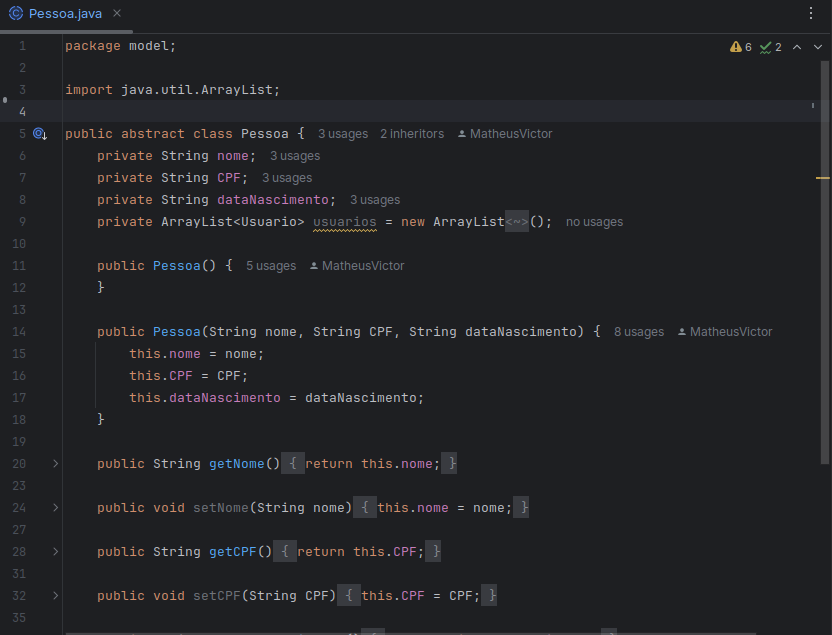 Pessoa.java
6 2
1 package model;
2
3 import java.util.ArrayList;
4
5 public abstract class Pessoa { 3 usages 2 inheritors MatheusVictor
6 private String nome; 3 usages
7 private String CPF; 3 usages
8 private String dataNascimento; 3 usages
9 private ArrayList<Usuario> usuarios = new ArrayList<~>(); no usages
10
11 public Pessoa() { 5 usages MatheusVictor
12 }
13
14 public Pessoa(String nome, String CPF, String dataNascimento) { 8 usages MatheusVictor
15 this.nome = nome;
16 this.CPF = CPF;
17 this.dataNascimento = dataNascimento;
18 }
19
20 public String getNome() { return this.nome; }
23
24 public void setNome(String nome) { this.nome = nome; }
27
28 public String getCPF() { return this.CPF; }
31
32 public void setCPF(String CPF) { this.CPF = CPF; }
35